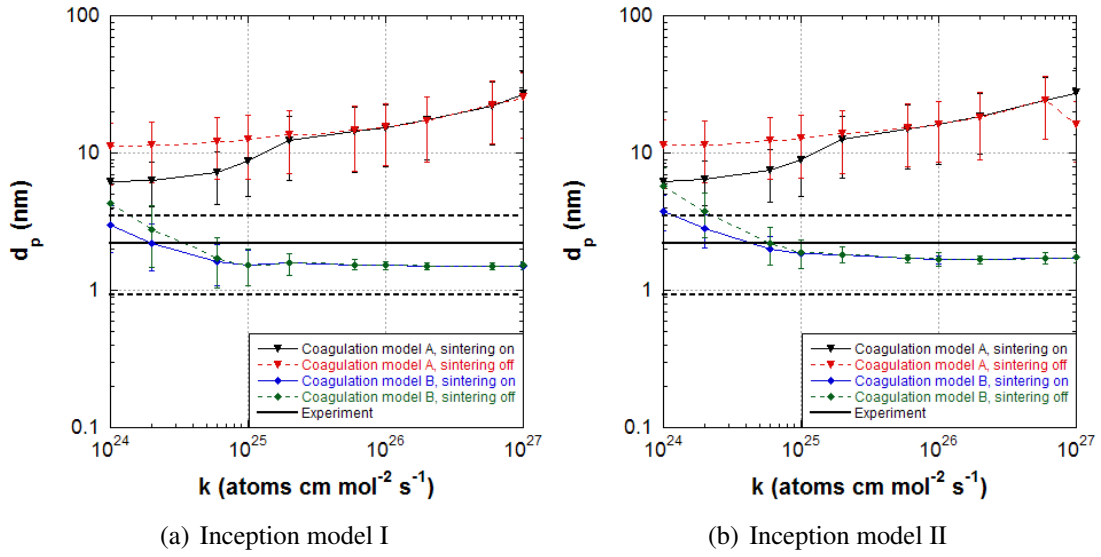 100
10
1
0.1
d_p (nm)
10^24
10^25
10^26
10^27
k (atoms cm mol^-2 s^-1)
Coagulation model A, sintering on
Coagulation model A, sintering off
Coagulation model B, sintering on
Coagulation model B, sintering off
Experiment
(a) Inception model I
100
10
1
0.1
d_p (nm)
10^24
10^25
10^26
10^27
k (atoms cm mol^-2 s^-1)
Coagulation model A, sintering on
Coagulation model A, sintering off
Coagulation model B, sintering on
Coagulation model B, sintering off
Experiment
(b) Inception model II